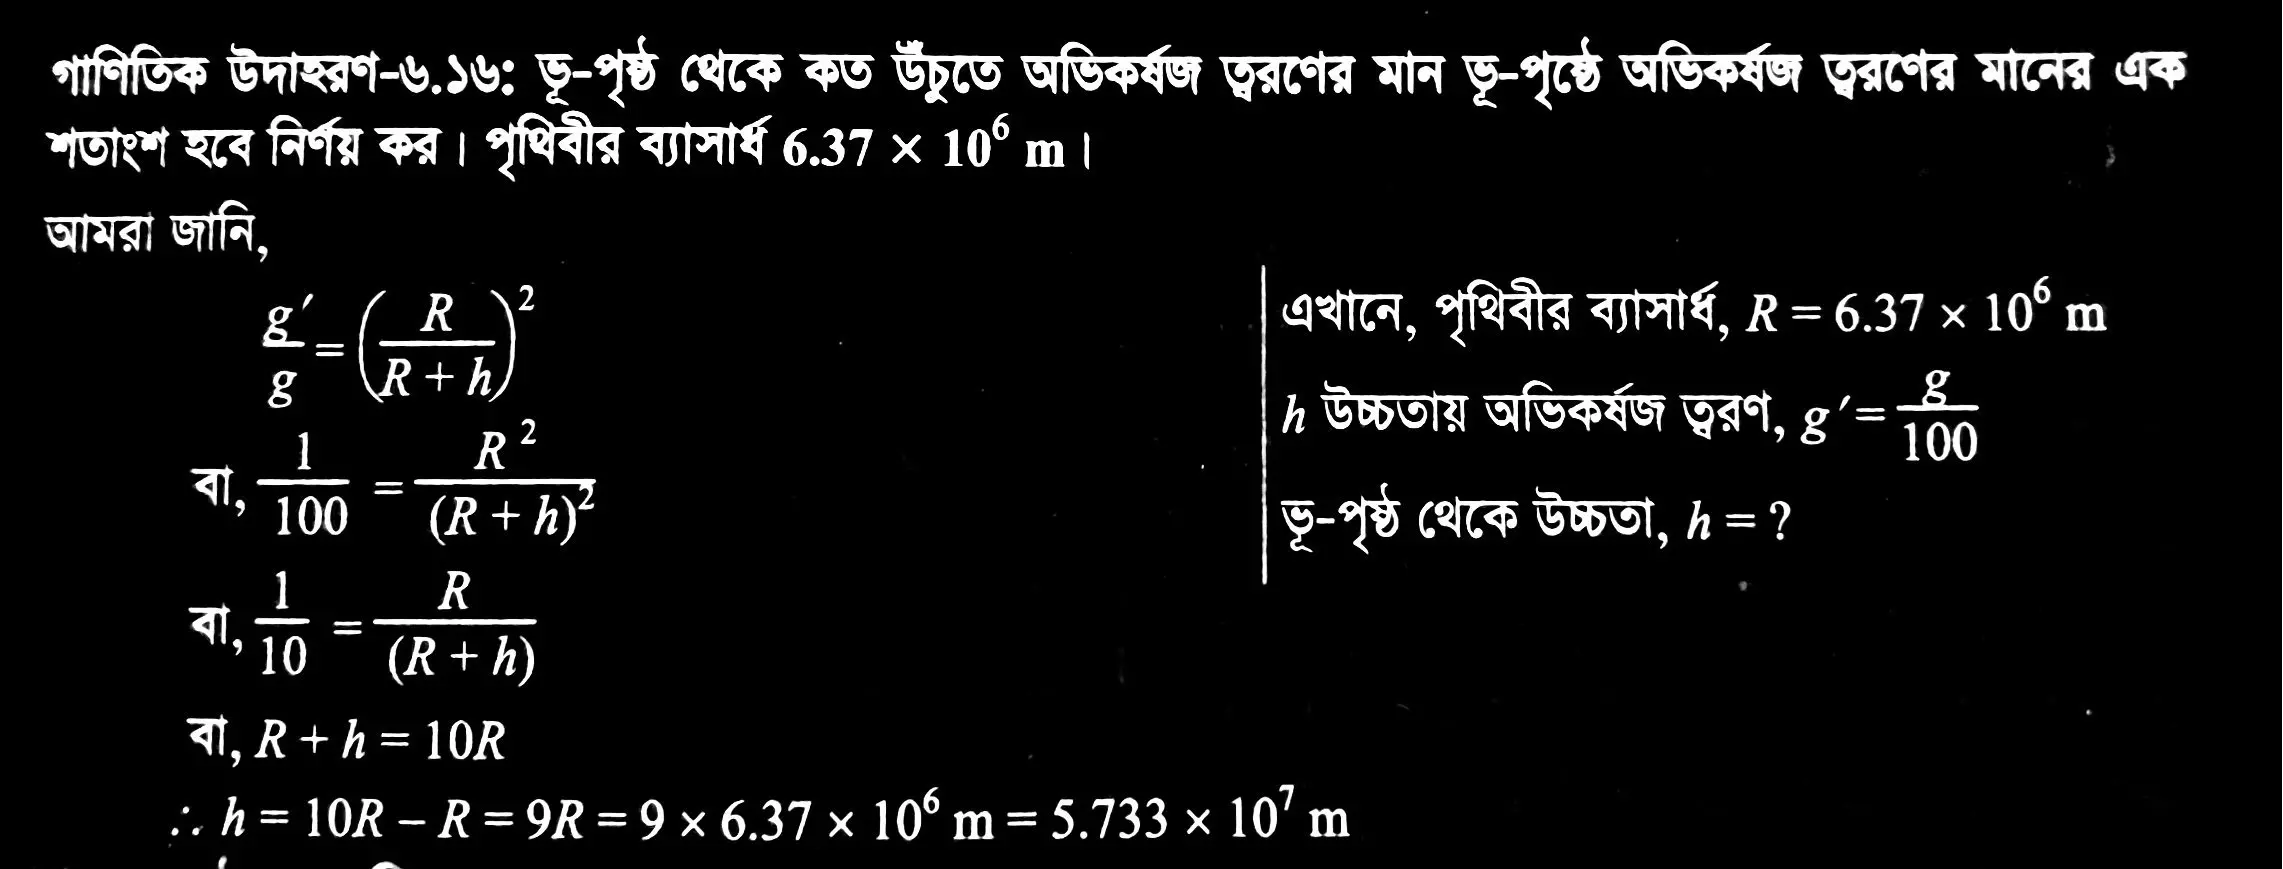 গাণিতিক উদাহরণ-৬.১৬: ভূ-পৃষ্ঠ থেকে কত উঁচুতে অভিকর্ষজ ত্বরণের মান ভূ-পৃষ্ঠে অভিকর্ষজ ত্বরণের মানের এক
শতাংশ হবে নির্ণয় কর। পৃথিবীর ব্যাসার্ধ 6.37 × 10⁶ m।
আমরা জানি,
g′/g = (R/(R + h))²
বা, 1/100 = R²/(R + h)²
বা, 1/10 = R/(R + h)
বা, R + h = 10R
∴ h = 10R – R = 9R = 9 × 6.37 × 10⁶ m = 5.733 × 10⁷ m
এখানে, পৃথিবীর ব্যাসার্ধ, R = 6.37 × 10⁶ m
h উচ্চতায় অভিকর্ষজ ত্বরণ, g′ = g/100
ভূ-পৃষ্ঠ থেকে উচ্চতা, h = ?